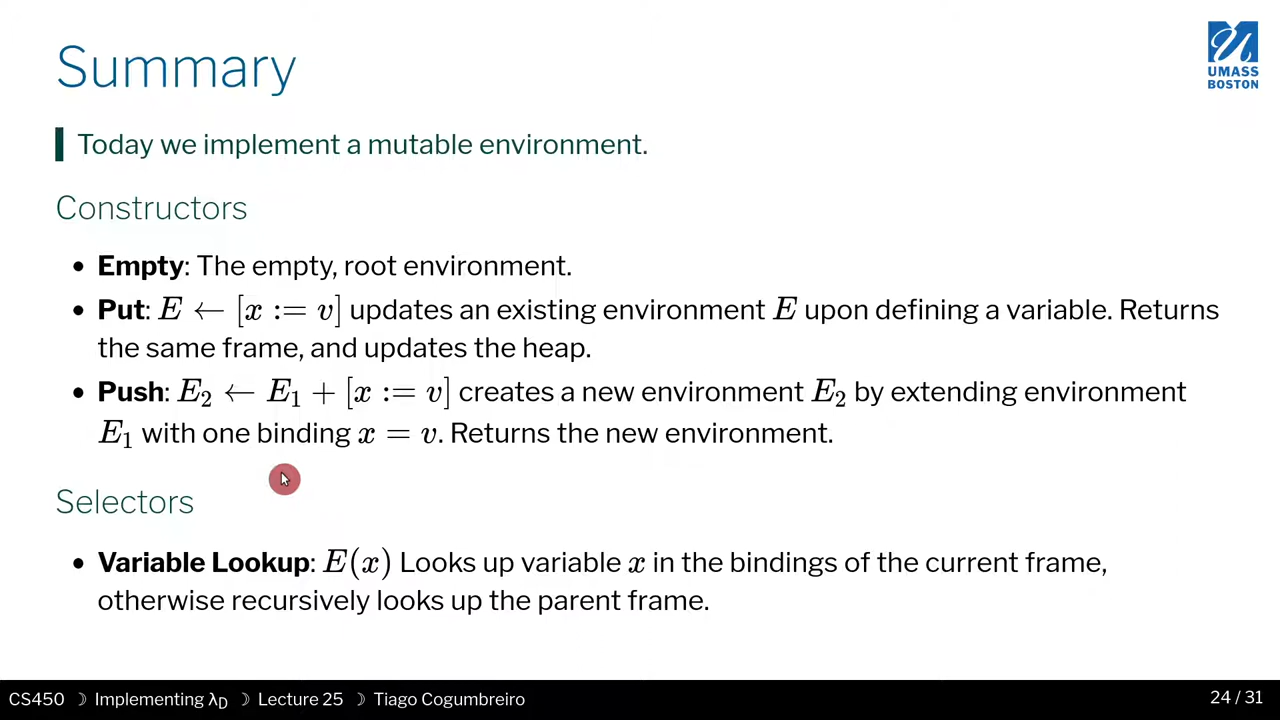 Summary
UMASS
BOSTON
Today we implement a mutable environment.
Constructors
• Empty: The empty, root environment.
• Put: E ← [x := v] updates an existing environment E upon defining a variable. Returns
the same frame, and updates the heap.
• Push: E₂ ← E₁ + [x := v] creates a new environment E₂ by extending environment
E₁ with one binding x = v. Returns the new environment.
Selectors
• Variable Lookup: E(x) Looks up variable x in the bindings of the current frame,
otherwise recursively looks up the parent frame.
CS450 ☽ Implementing λD ☽ Lecture 25 ☽ Tiago Cogumbreiro
24 / 31